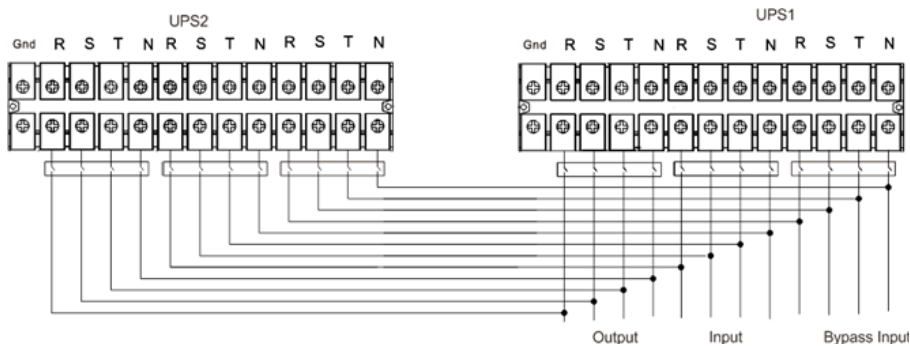 UPS2
UPS1
Gnd R S T N R S T N R S T N
Gnd R S T N R S T N R S T N
Output Input Bypass Input